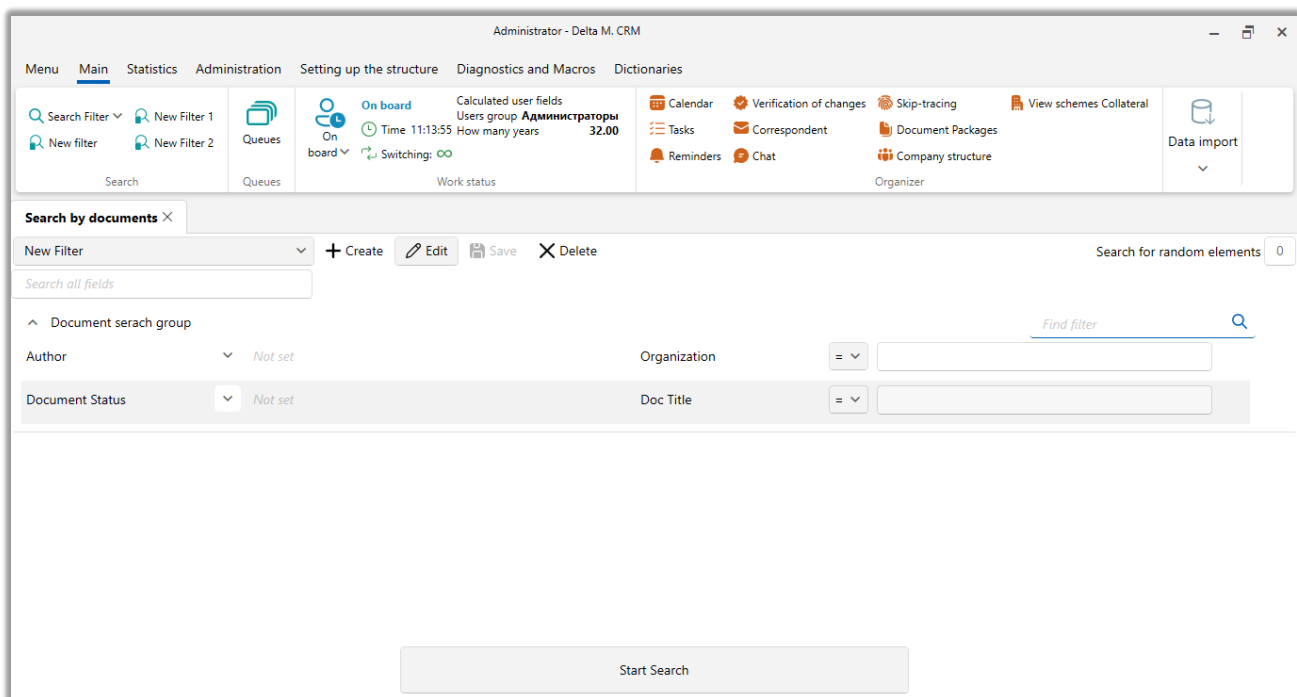 Administrator - Delta M. CRM
Menu Main Statistics Administration Setting up the structure Diagnostics and Macros Dictionaries
Search Filter New Filter 1
New filter New Filter 2
Search
Queues
Queues
On board
On board
Time 11:13:55
Switching: ∞
Calculated user fields
Users group Администраторы
How many years 32.00
Work status
Calendar Verification of changes Skip-tracing View schemes Collateral
Tasks Correspondent Document Packages
Reminders Chat Company structure
Organizer
Data import
Search by documents
New Filter Create Edit Save Delete Search for random elements 0
Search all fields
Document serach group Find filter
Author Not set Organization =
Document Status Not set Doc Title =
Start Search